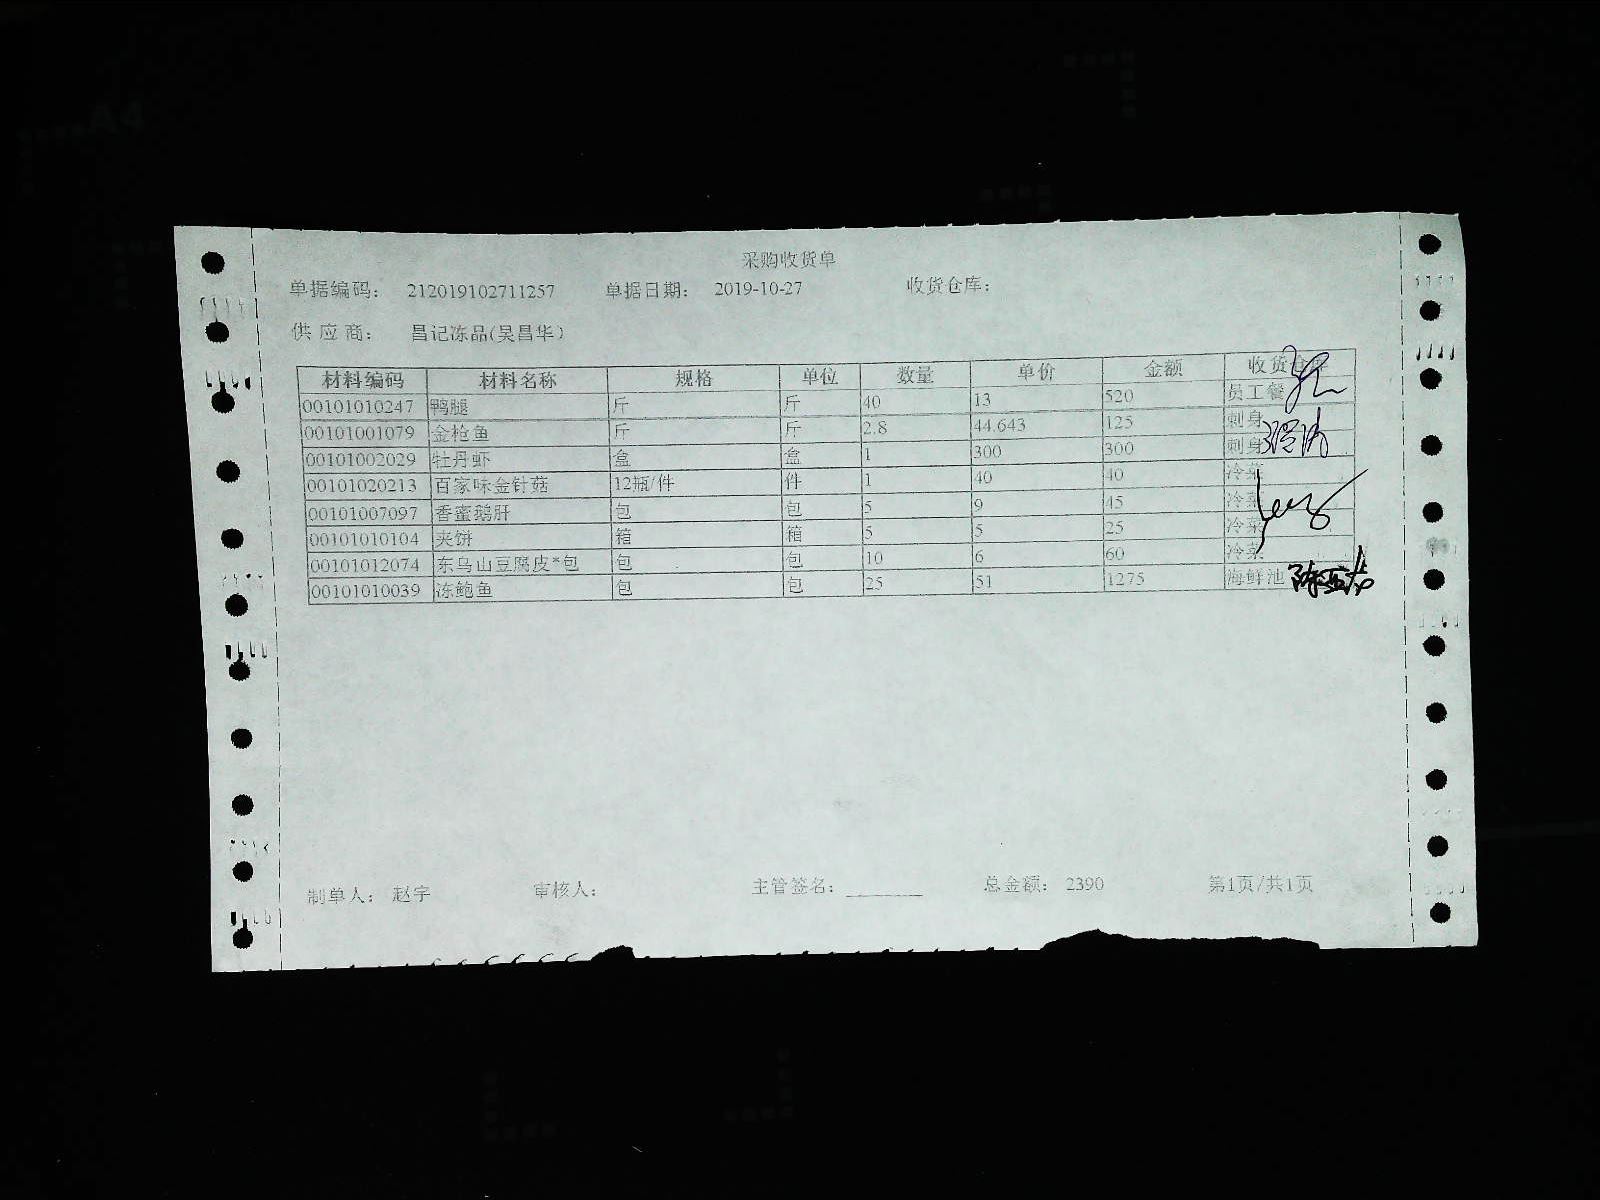 采购收货单
单据编码： 212019102711257 单据日期： 2019-10-27 收货仓库：
供 应 商： 昌记冻品(吴昌华)
材料编码 材料名称 规格 单位 数量 单价 金额 收货仓库
00101010247 鸭腿 斤 斤 40 13 520 员工餐
00101001079 金枪鱼 斤 斤 2.8 44.643 125 刺身
00101002029 牡丹虾 盒 盒 1 300 300 刺身
00101020213 百家味金针菇 12瓶/件 件 1 40 40 冷菜
00101007097 香蜜鹅肝 包 包 5 9 45 冷菜
00101010104 夹饼 箱 箱 5 5 25 冷菜
00101012074 东乌山豆腐皮*包 包 包 10 6 60 冷菜
00101010039 冻鲍鱼 包 包 25 51 1275 海鲜池
制单人： 赵宇 审核人： 主管签名： 总金额： 2390 第1页/共1页